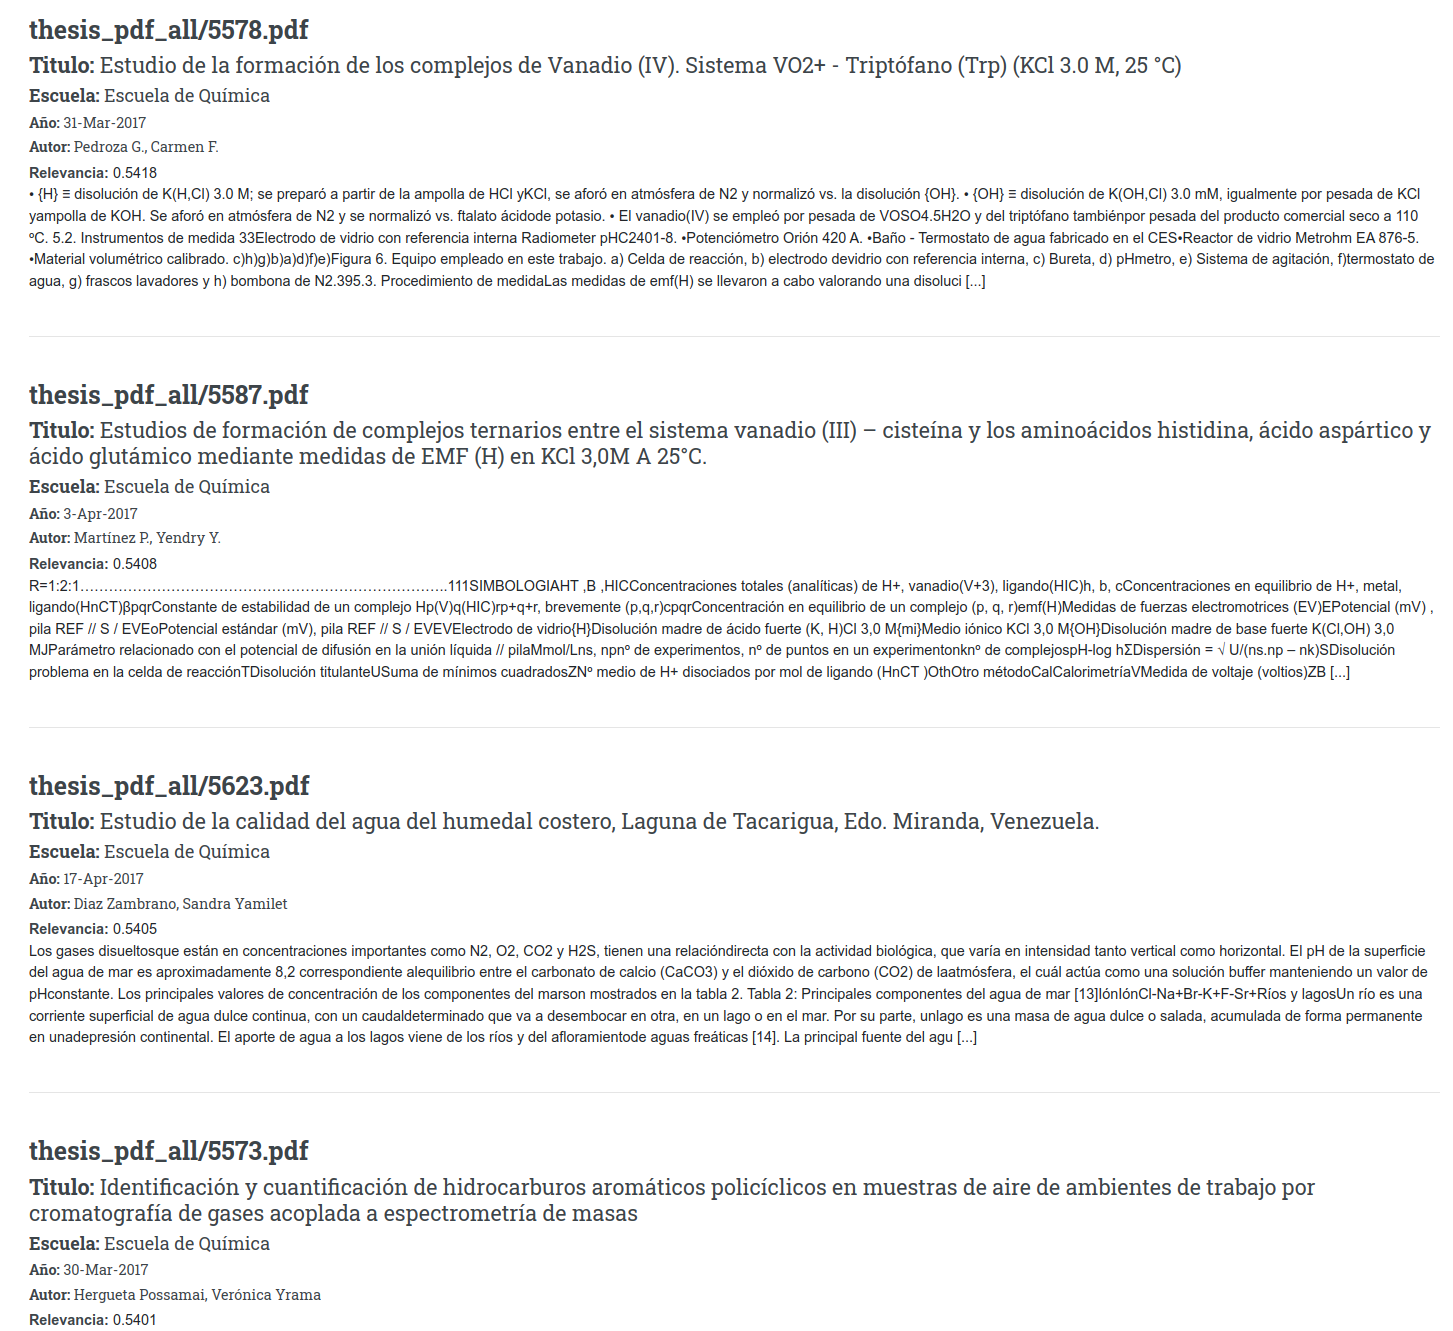 thesis_pdf_all/5578.pdf
Titulo: Estudio de la formación de los complejos de Vanadio (IV). Sistema VO2+ - Triptófano (Trp) (KCl 3.0 M, 25 °C)
Escuela: Escuela de Química
Año: 31-Mar-2017
Autor: Pedroza G., Carmen F.
Relevancia: 0.5418
• {H} ≡ disolución de K(H,Cl) 3.0 M; se preparó a partir de la ampolla de HCl yKCl, se aforó en atmósfera de N2 y normalizó vs. la disolución {OH}. • {OH} ≡ disolución de K(OH,Cl) 3.0 mM, igualmente por pesada de KCl
yampolla de KOH. Se aforó en atmósfera de N2 y se normalizó vs. ftalato ácidode potasio. • El vanadio(IV) se empleó por pesada de VOSO4.5H2O y del triptófano tambiénpor pesada del producto comercial seco a 110
ºC. 5.2. Instrumentos de medida 33Electrodo de vidrio con referencia interna Radiometer pHC2401-8. •Potenciómetro Orión 420 A. •Baño - Termostato de agua fabricado en el CES•Reactor de vidrio Metrohm EA 876-5.
•Material volumétrico calibrado. c)h)g)b)a)d)f)e)Figura 6. Equipo empleado en este trabajo. a) Celda de reacción, b) electrodo devidrio con referencia interna, c) Bureta, d) pHmetro, e) Sistema de agitación, f)termostato de
agua, g) frascos lavadores y h) bombona de N2.395.3. Procedimiento de medidaLas medidas de emf(H) se llevaron a cabo valorando una disoluci [...]
thesis_pdf_all/5587.pdf
Titulo: Estudios de formación de complejos ternarios entre el sistema vanadio (III) – cisteína y los aminoácidos histidina, ácido aspártico y
ácido glutámico mediante medidas de EMF (H) en KCl 3,0M A 25°C.
Escuela: Escuela de Química
Año: 3-Apr-2017
Autor: Martínez P., Yendry Y.
Relevancia: 0.5408
R=1:2:1…………………………………………………………………..111SIMBOLOGIAHT ,B ,HICConcentraciones totales (analíticas) de H+, vanadio(V+3), ligando(HIC)h, b, cConcentraciones en equilibrio de H+, metal,
ligando(HnCT)βpqrConstante de estabilidad de un complejo Hp(V)q(HIC)rp+q+r, brevemente (p,q,r)cpqrConcentración en equilibrio de un complejo (p, q, r)emf(H)Medidas de fuerzas electromotrices (EV)EPotencial (mV) ,
pila REF // S / EVEoPotencial estándar (mV), pila REF // S / EVEVElectrodo de vidrio{H}Disolución madre de ácido fuerte (K, H)Cl 3,0 M{mi}Medio iónico KCl 3,0 M{OH}Disolución madre de base fuerte K(Cl,OH) 3,0
MJParámetro relacionado con el potencial de difusión en la unión líquida // pilaMmol/Lns, npnº de experimentos, nº de puntos en un experimentonknº de complejospH-log hΣDispersión = √ U/(ns.np – nk)SDisolución
problema en la celda de reacciónTDisolución titulanteUSuma de mínimos cuadradosZNº medio de H+ disociados por mol de ligando (HnCT )OthOtro métodoCalCalorimetríaVMedida de voltaje (voltios)ZB [...]
thesis_pdf_all/5623.pdf
Titulo: Estudio de la calidad del agua del humedal costero, Laguna de Tacarigua, Edo. Miranda, Venezuela.
Escuela: Escuela de Química
Año: 17-Apr-2017
Autor: Diaz Zambrano, Sandra Yamilet
Relevancia: 0.5405
Los gases disueltosque están en concentraciones importantes como N2, O2, CO2 y H2S, tienen una relacióndirecta con la actividad biológica, que varía en intensidad tanto vertical como horizontal. El pH de la superficie
del agua de mar es aproximadamente 8,2 correspondiente alequilibrio entre el carbonato de calcio (CaCO3) y el dióxido de carbono (CO2) de laatmósfera, el cuál actúa como una solución buffer manteniendo un valor de
pHconstante. Los principales valores de concentración de los componentes del marson mostrados en la tabla 2. Tabla 2: Principales componentes del agua de mar [13]IónIónCl-Na+Br-K+F-Sr+Ríos y lagosUn río es una
corriente superficial de agua dulce continua, con un caudaldeterminado que va a desembocar en otra, en un lago o en el mar. Por su parte, unlago es una masa de agua dulce o salada, acumulada de forma permanente
en unadepresión continental. El aporte de agua a los lagos viene de los ríos y del afloramientode aguas freáticas [14]. La principal fuente del agu [...]
thesis_pdf_all/5573.pdf
Titulo: Identificación y cuantificación de hidrocarburos aromáticos policíclicos en muestras de aire de ambientes de trabajo por
cromatografía de gases acoplada a espectrometría de masas
Escuela: Escuela de Química
Año: 30-Mar-2017
Autor: Hergueta Possamai, Verónica Yrama
Relevancia: 0.5401